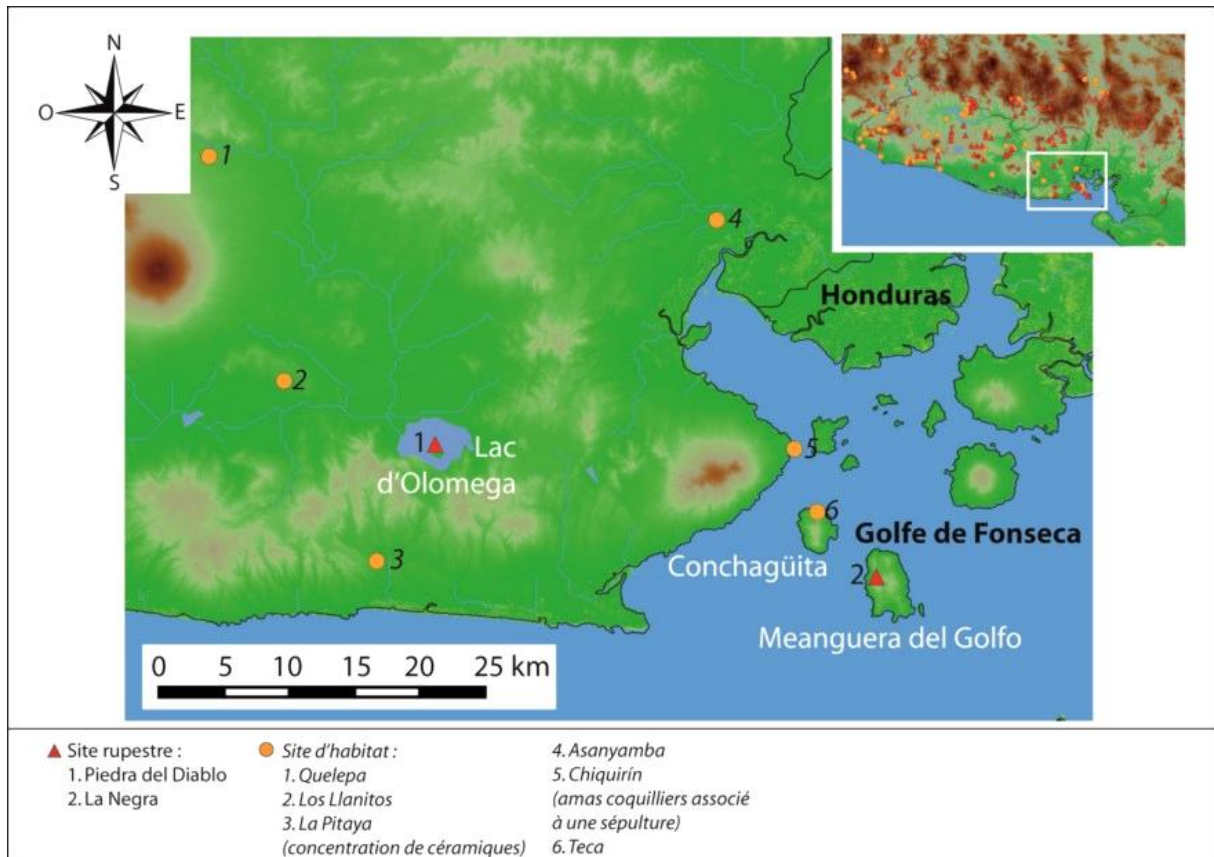 N
O
E
S
1
4
Honduras
2
1
Lac
d'Olomega
5
6
Golfe de Fonseca
Conchagüita
2
3
Meanguera del Golfo
0 5 10 15 20 25 km
Site rupestre :
1. Piedra del Diablo
2. La Negra
Site d'habitat :
1. Quelepa
2. Los Llanitos
3. La Pitaya
(concentration de céramiques)
4. Asanyamba
5. Chiquirín
(amas coquilliers associé
à une sépulture)
6. Teca